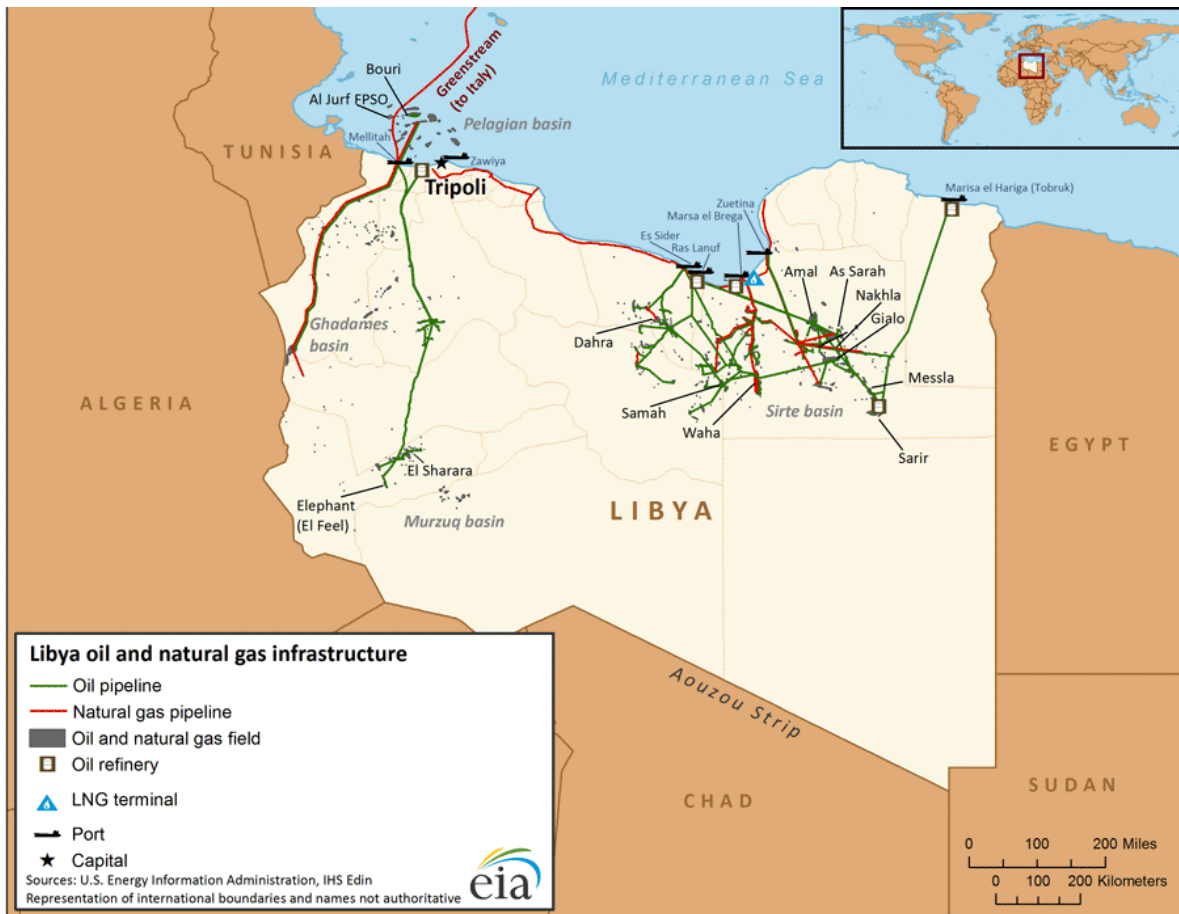 Mediterranean Sea
Greenstream
(to Italy)
Bouri
Al Jurf FPSO
Pelagian basin
Mellitah
TUNISIA
Zawiya
Tripoli
Marisa el Hariga (Tobruk)
Zuetina
Marsa el Brega
Es Sider
Ras Lanuf
Amal
As Sarah
Nakhla
Gialo
Ghadames
basin
Dahra
Messla
ALGERIA
Samah
Sirte basin
Waha
EGYPT
Sarir
El Sharara
Elephant
(El Feel)
Murzuq basin
LIBYA
Aouzou Strip
CHAD
SUDAN
Libya oil and natural gas infrastructure
Oil pipeline
Natural gas pipeline
Oil and natural gas field
Oil refinery
LNG terminal
Port
Capital
Sources: U.S. Energy Information Administration, IHS Edin
Representation of international boundaries and names not authoritative
eia
0 100 200 Miles
0 100 200 Kilometers